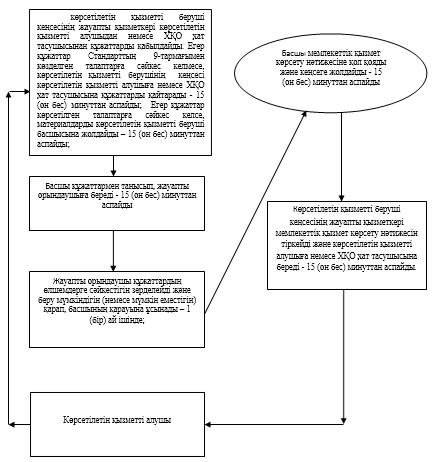 көрсетілетін қызметті беруші
кеңсесінің жауапты қызметкері көрсетілетін
қызметті алушыдан немесе ХҚО хат
тасушысынан құжаттарды қабылдайды. Егер
құжаттар Стандарттың 9-тармағымен
көзделген талаптарға сәйкес келмесе,
көрсетілетін қызметті берушінің кеңсесі
көрсетілетін қызметті алушыға немесе ХҚО
хат тасушысына құжаттарды қайтарады - 15
(он бес) минуттан аспайды; Егер құжаттар
көрсетілген талаптарға сәйкес келсе,
материалдарды көрсетілетін қызметті беруші
басшысына жолдайды – 15 (он бес) минуттан
аспайды;
Басшы құжаттармен танысып, жауапты
орындаушыға береді - 15 (он бес) минуттан
аспайды
Жауапты орындаушы құжаттардың
өлшемдерге сәйкестігін зерделейді және
беру мүмкіндігін (немесе мүмкін еместігін)
қарап, басшының қарауына ұсынады – 1
(бір) ай ішінде;
Басшы мемлекеттік қызмет
көрсету нәтижесіне қол қояды
және кеңсеге жолдайды - 15
(он бес) минуттан аспайды
Көрсетілетін қызметті беруші
кеңсесінің жауапты қызметкері
мемлекеттік қызмет көрсету нәтижесін
тіркейді және көрсетілетін қызметті
алушыға немесе ХҚО хат тасушысына
береді - 15 (он бес) минуттан аспайды.
Көрсетілетін қызметті алушы